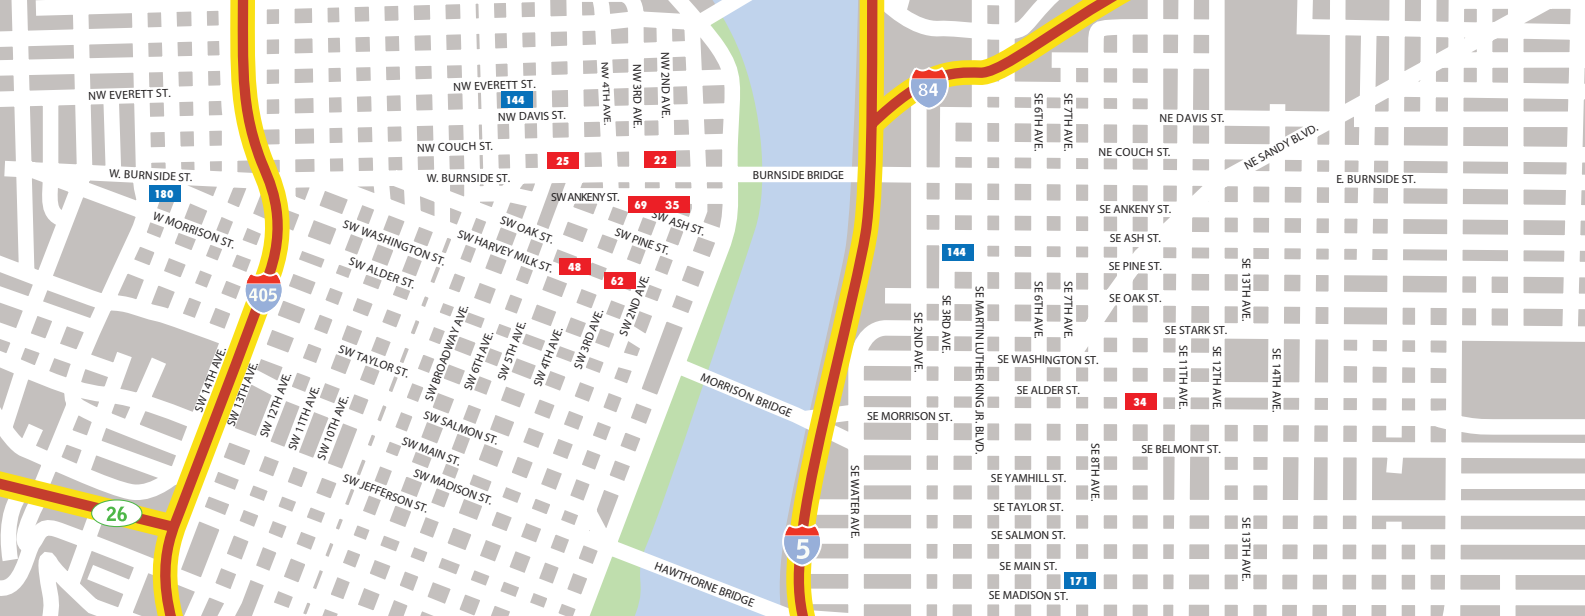 NW EVERETT ST.
NW EVERETT ST.
144
NW DAVIS ST.
NW 4TH AVE.
NW 3RD AVE.
NW 2ND AVE.
84
SE 6TH AVE.
SE 7TH AVE.
NE DAVIS ST.
NE SANDY BLVD.
NW COUCH ST.
NE COUCH ST.
25
22
W. BURNSIDE ST.
W. BURNSIDE ST.
BURNSIDE BRIDGE
E. BURNSIDE ST.
180
SW ANKENY ST.
69
35
SE ANKENY ST.
W MORRISON ST.
SW WASHINGTON ST.
SW OAK ST.
SW ASH ST.
SW HARVEY MILK ST.
SW PINE ST.
SE ASH ST.
144
SW ALDER ST.
48
62
SE PINE ST.
405
SE OAK ST.
SE 13TH AVE.
SE 2ND AVE.
SE 3RD AVE.
SE MARTIN LUTHER KING JR. BLVD.
SE 6TH AVE.
SE 7TH AVE.
SE STARK ST.
SW BROADWAY AVE.
SW 6TH AVE.
SW 5TH AVE.
SW 4TH AVE.
SW 3RD AVE.
SW 2ND AVE.
SW TAYLOR ST.
SE WASHINGTON ST.
SE 11TH AVE.
SE 12TH AVE.
SE 14TH AVE.
SW 14TH AVE.
SW 13TH AVE.
SW 12TH AVE.
SW 11TH AVE.
SW 10TH AVE.
MORRISON BRIDGE
SE ALDER ST.
34
SE MORRISON ST.
SW SALMON ST.
SW MAIN ST.
SE BELMONT ST.
SE 8TH AVE.
SW MADISON ST.
SW JEFFERSON ST.
SE WATER AVE.
SE YAMHILL ST.
26
SE TAYLOR ST.
SE SALMON ST.
SE 13TH AVE.
5
HAWTHORNE BRIDGE
SE MAIN ST.
171
SE MADISON ST.